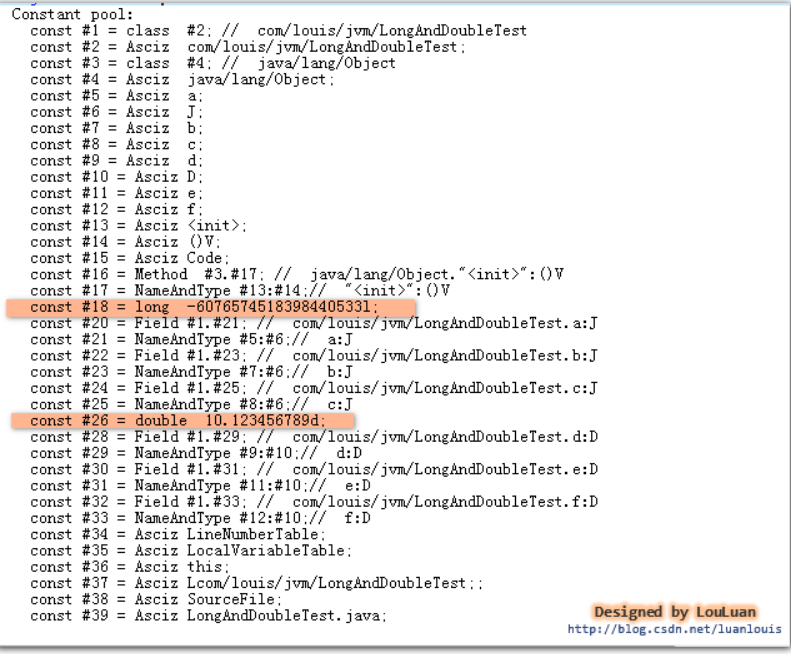 Constant pool:
const #1 = class  #2; //  com/louis/jvm/LongAndDoubleTest
const #2 = Asciz  com/louis/jvm/LongAndDoubleTest;
const #3 = class  #4; //  java/lang/Object
const #4 = Asciz  java/lang/Object;
const #5 = Asciz  a;
const #6 = Asciz  J;
const #7 = Asciz  b;
const #8 = Asciz  c;
const #9 = Asciz  d;
const #10 = Asciz D;
const #11 = Asciz e;
const #12 = Asciz f;
const #13 = Asciz <init>;
const #14 = Asciz ()V;
const #15 = Asciz Code;
const #16 = Method  #3.#17; //  java/lang/Object."<init>":()V
const #17 = NameAndType #13:#14;//  "<init>":()V
const #18 = long  -6076574518398440533l;
const #20 = Field #1.#21; //  com/louis/jvm/LongAndDoubleTest.a:J
const #21 = NameAndType #5:#6;//  a:J
const #22 = Field #1.#23; //  com/louis/jvm/LongAndDoubleTest.b:J
const #23 = NameAndType #7:#6;//  b:J
const #24 = Field #1.#25; //  com/louis/jvm/LongAndDoubleTest.c:J
const #25 = NameAndType #8:#6;//  c:J
const #26 = double  10.123456789d;
const #28 = Field #1.#29; //  com/louis/jvm/LongAndDoubleTest.d:D
const #29 = NameAndType #9:#10;//  d:D
const #30 = Field #1.#31; //  com/louis/jvm/LongAndDoubleTest.e:D
const #31 = NameAndType #11:#10;//  e:D
const #32 = Field #1.#33; //  com/louis/jvm/LongAndDoubleTest.f:D
const #33 = NameAndType #12:#10;//  f:D
const #34 = Asciz LineNumberTable;
const #35 = Asciz LocalVariableTable;
const #36 = Asciz this;
const #37 = Asciz Lcom/louis/jvm/LongAndDoubleTest;;
const #38 = Asciz SourceFile;
const #39 = Asciz LongAndDoubleTest.java;
Designed by LouLuan
http://blog.csdn.net/luanlouis